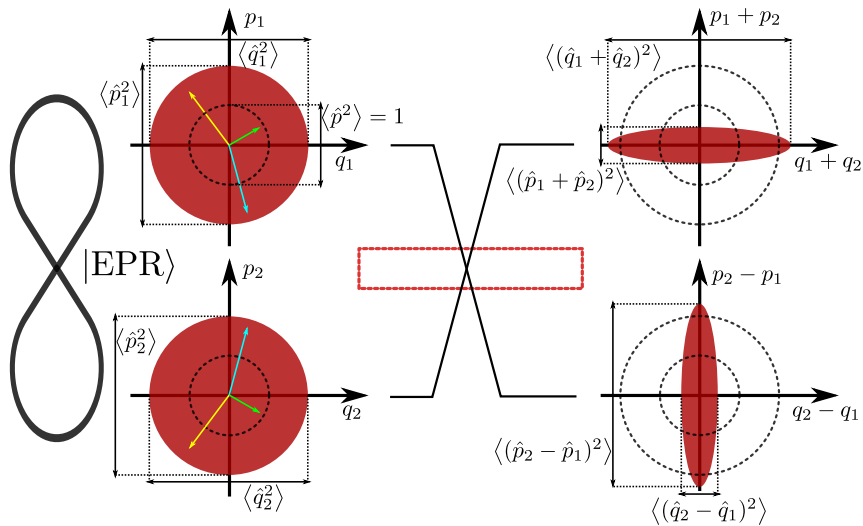 p₁
⟨q̂₁²⟩
⟨p̂₁²⟩
⟨p̂²⟩ = 1
q₁
|EPR⟩
p₂
⟨p̂₂²⟩
q₂
⟨q̂₂²⟩
p₁ + p₂
⟨(q̂₁ + q̂₂)²⟩
q₁ + q₂
⟨(p̂₁ + p̂₂)²⟩
p₂ − p₁
q₂ − q₁
⟨(p̂₂ − p̂₁)²⟩
⟨(q̂₂ − q̂₁)²⟩